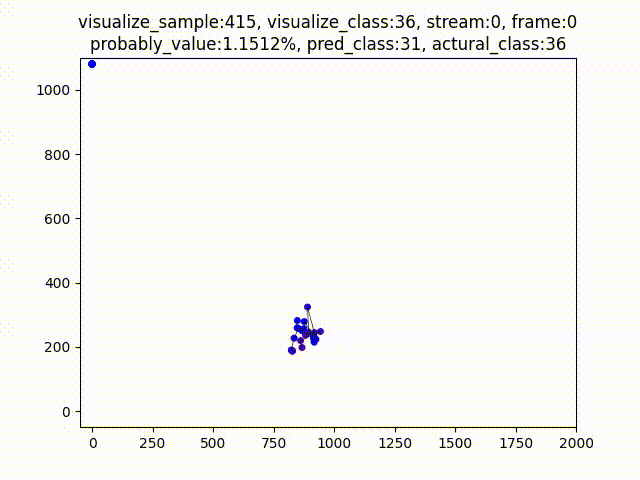 visualize_sample:415, visualize_class:36, stream:0, frame:0
probably_value:1.1512%, pred_class:31, actural_class:36
1000
800
600
400
200
0
0 250 500 750 1000 1250 1500 1750 2000